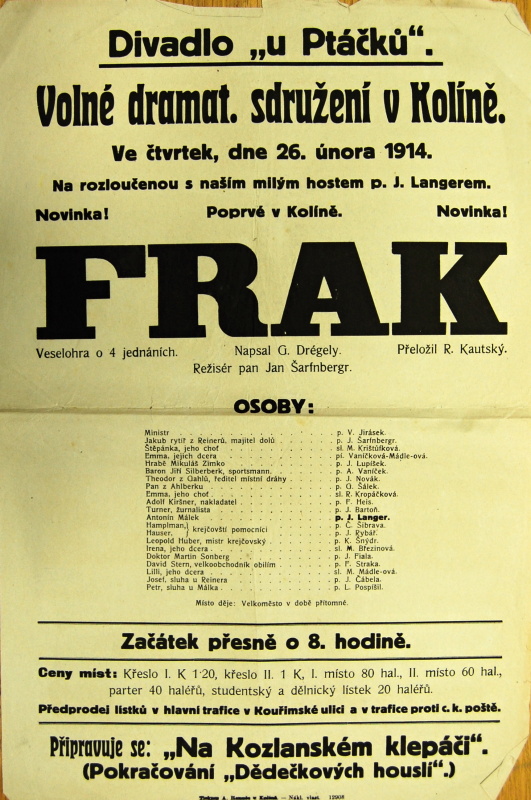 Divadlo „u Ptáčků“.
Volné dramat. sdružení v Kolíně.
Ve čtvrtek, dne 26. února 1914.
Na rozloučenou s naším milým hostem p. J. Langerem.
Novinka! Poprvé v Kolíně. Novinka!
FRAK
Veselohra o 4 jednáních. Napsal G. Drégely. Přeložil R. Kautský.
Režisér pan Jan Šarfnbergr.
OSOBY:
Ministr . . . . . . . . . . . . . . . . p. V. Jirásek.
Jakub rytíř z Reinerů, majitel dolů . . . . . . . p. J. Šarfnbergr.
Štěpánka, jeho choť . . . . . . . . . . . . sl. M. Krištůfková.
Emma, jejich dcera . . . . . . . . . . . . pí. Vaníčková-Mádle-ová.
Hrabě Mikuláš Zimko . . . . . . . . . . . . p. J. Lupíšek.
Baron Jiří Silberberk, sportsmann. . . . . . . . p. A. Vaníček.
Theodor z Gahlů, ředitel místní dráhy . . . . . . p. J. Novák.
Pan z Ahlberku . . . . . . . . . . . . . . p. O. Šálek.
Emma, jeho choť . . . . . . . . . . . . . . sl. R. Kropáčková.
Adolf Kiršner, nakladatel . . . . . . . . . . . p. F. Heis.
Turner, žurnalista . . . . . . . . . . . . . p. J. Bartoň.
Antonín Málek . . . . . . . . . . . . . . p. J. Langer.
Hamplman, } krejčovští pomocníci . . . . . . . . p. Č. Šibrava.
Hauser, . . . . . . . . p. J. Rybář.
Leopold Huber, mistr krejčovský . . . . . . . . p. K. Šnýdr.
Irena, jeho dcera . . . . . . . . . . . . . sl. M. Březinová.
Doktor Martin Sonberg . . . . . . . . . . . p. J. Fiala.
David Stern, velkoobchodník obilím . . . . . . . p. F. Straka.
Lilli, jeho dcera . . . . . . . . . . . . . sl. M. Mádle-ová.
Josef, sluha u Reinera . . . . . . . . . . . p. J. Čábela.
Petr, sluha u Málka . . . . . . . . . . . . p. L. Pospíšil.
Místo děje: Velkoměsto v době přítomné.
Začátek přesně o 8. hodině.
Ceny míst: Křeslo I. K 1·20, křeslo II. 1 K, I. místo 80 hal., II. místo 60 hal.,
parter 40 haléřů, studentský a dělnický lístek 20 haléřů.
Předprodej lístků v hlavní trafice v Kouřimské ulici a v trafice proti c. k. poště.
Připravuje se: „Na Kozlanském klepáči“.
(Pokračování „Dědečkových houslí“.)
Nákl. vlast. 12908